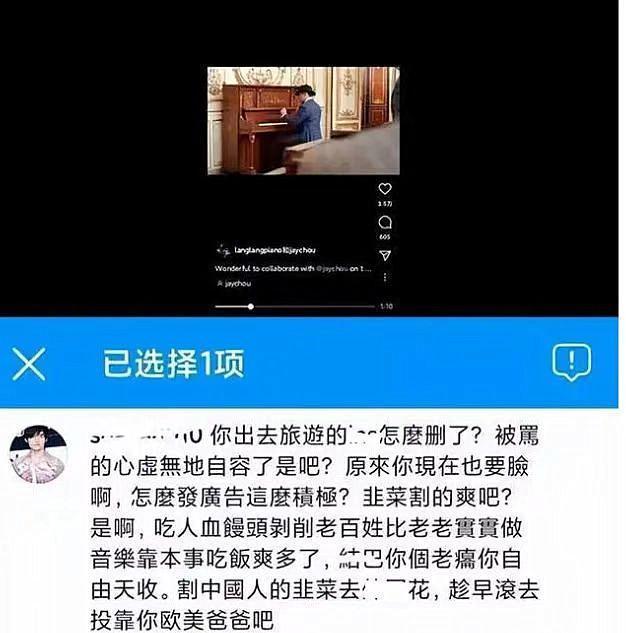 3.5万
605
langlangpiano和jaychou
Wonderful to collaborate with @jaychou on t...
jaychou
1:10
已选择1项
你出去旅遊的 怎麼刪了？被罵
的心虛無地自容了是吧？原來你現在也要臉
啊，怎麼發廣告這麼積極？韭菜割的爽吧？
是啊，吃人血饅頭剝削老百姓比老老實實做
音樂靠本事吃飯爽多了， 你個老 你自
由天收。割中國人的韭菜去 花，趁早滾去
投靠你欧美爸爸吧